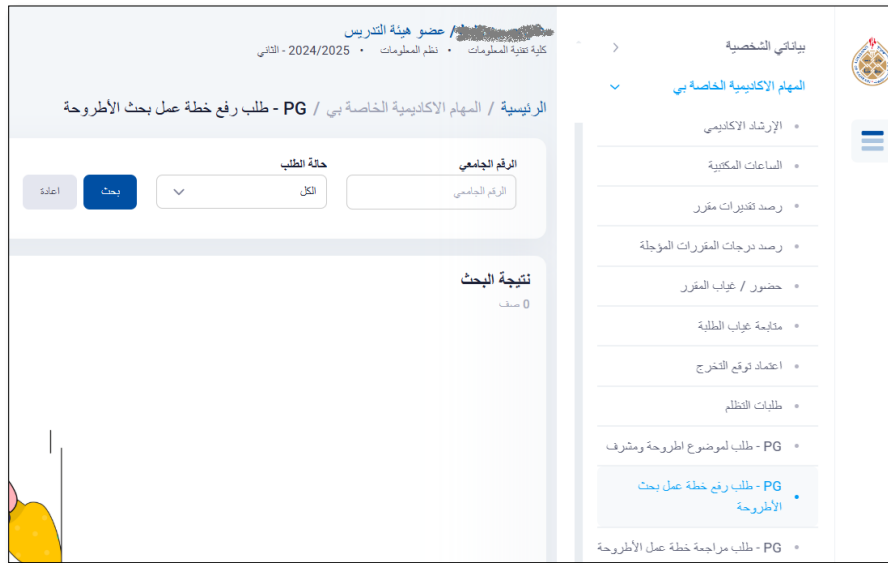 بياناتي الشخصية
المهام الاكاديمية الخاصة بي
الإرشاد الاكاديمي
الساعات المكتبية
رصد تقديرات مقرر
رصد درجات المقررات المؤجلة
حضور / غياب المقرر
متابعة غياب الطلبة
اعتماد توقع التخرج
طلبات التظلم
PG - طلب لموضوع اطروحة ومشرف
PG - طلب رفع خطة عمل بحث
الأطروحة
PG - طلب مراجعة خطة عمل الأطروحة
/ عضو هيئة التدريس
كلية تقنية المعلومات • نظم المعلومات • 2024/2025 - الثاني
الرئيسية / المهام الاكاديمية الخاصة بي / PG - طلب رفع خطة عمل بحث الأطروحة
الرقم الجامعي
حالة الطلب
الرقم الجامعي
الكل
بحث
اعادة
نتيجة البحث
0 صف